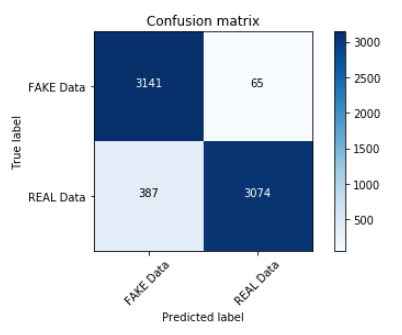 Confusion matrix
True label
FAKE Data
REAL Data
3141
65
387
3074
FAKE Data
REAL Data
Predicted label
3000
2500
2000
1500
1000
500